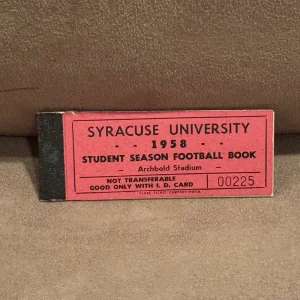 SYRACUSE UNIVERSITY
- - 1958 - -
STUDENT SEASON FOOTBALL BOOK
- Archbold Stadium -
NOT TRANSFERABLE
GOOD ONLY WITH I. D. CARD
00225